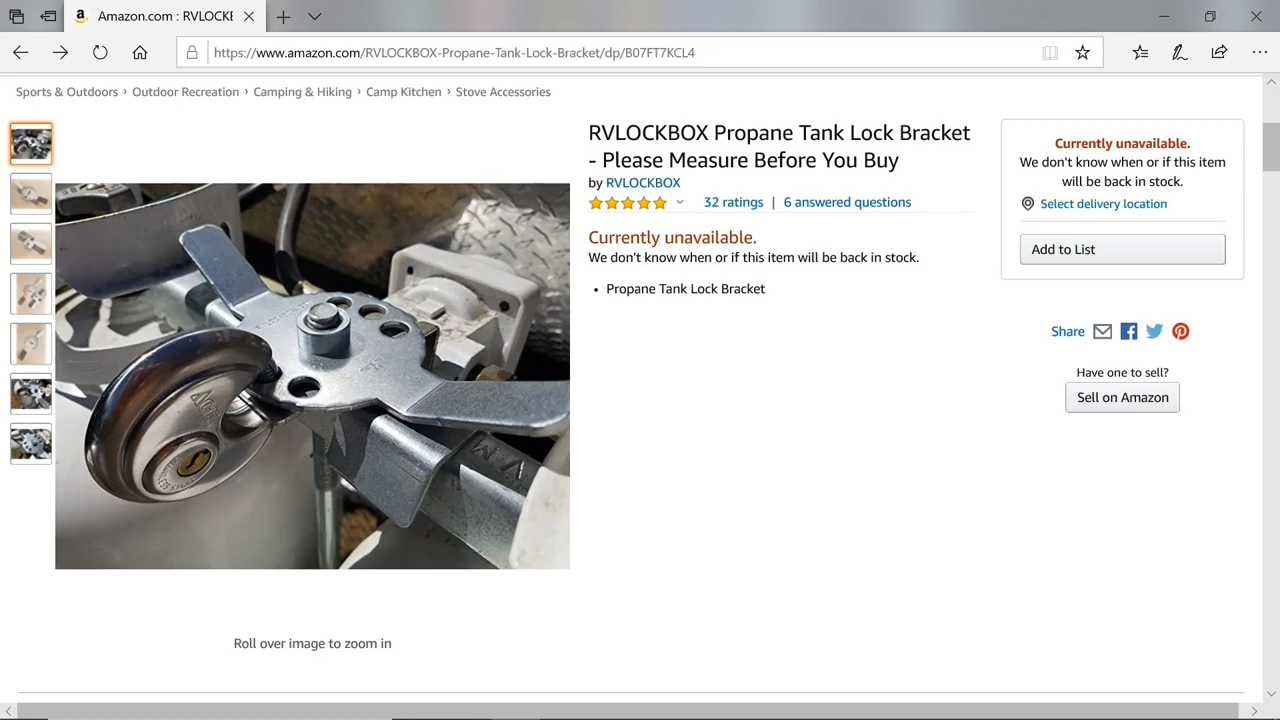 Amazon.com : RVLOCKE
https://www.amazon.com/RVLOCKBOX-Propane-Tank-Lock-Bracket/dp/B07FT7KCL4
Sports & Outdoors › Outdoor Recreation › Camping & Hiking › Camp Kitchen › Stove Accessories
RVLOCKBOX Propane Tank Lock Bracket
- Please Measure Before You Buy
by RVLOCKBOX
32 ratings | 6 answered questions
Currently unavailable.
We don't know when or if this item will be back in stock.
• Propane Tank Lock Bracket
Currently unavailable.
We don't know when or if this item
will be back in stock.
Select delivery location
Add to List
Share
Have one to sell?
Sell on Amazon
ACE
Roll over image to zoom in